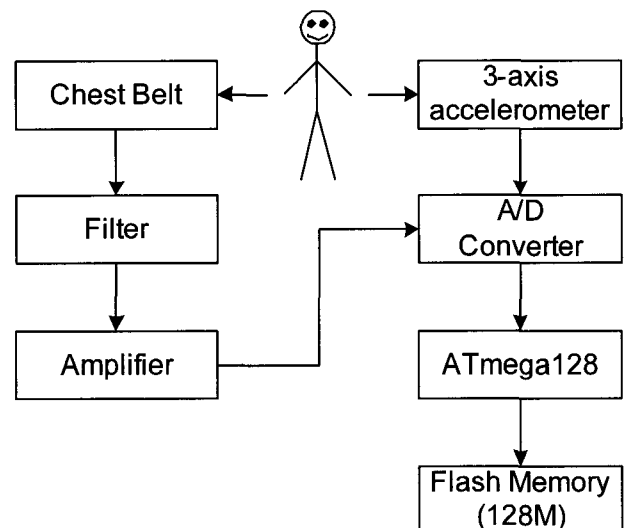 Chest Belt
3-axis
accelerometer
Filter
A/D
Converter
Amplifier
ATmega128
Flash Memory
(128M)